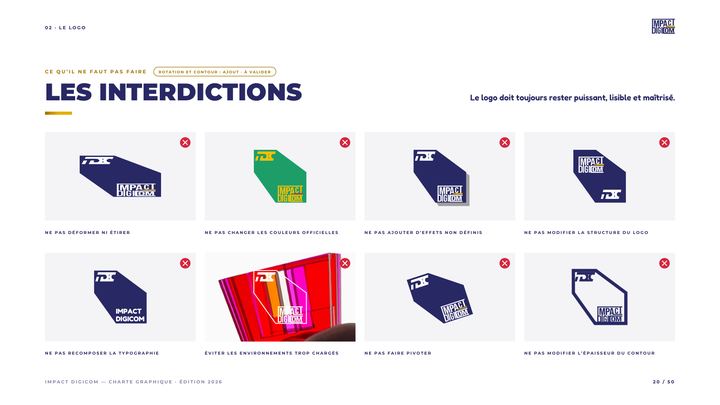 02 - LE LOGO
IMPACT
DIGICOM
CE QU'IL NE FAUT PAS FAIRE
ROTATION ET CONTOUR : AJOUT - À VALIDER
LES INTERDICTIONS
Le logo doit toujours rester puissant, lisible et maîtrisé.
IMPACT
DIGICOM
IMPACT
DIGICOM
IMPACT
DIGICOM
IMPACT
DIGICOM
NE PAS DÉFORMER NI ÉTIRER
NE PAS CHANGER LES COULEURS OFFICIELLES
NE PAS AJOUTER D'EFFETS NON DÉFINIS
NE PAS MODIFIER LA STRUCTURE DU LOGO
IMPACT
DIGICOM
IMPACT
DIGICOM
IMPACT
DIGICOM
IMPACT
DIGICOM
NE PAS RECOMPOSER LA TYPOGRAPHIE
ÉVITER LES ENVIRONNEMENTS TROP CHARGÉS
NE PAS FAIRE PIVOTER
NE PAS MODIFIER L'ÉPAISSEUR DU CONTOUR
IMPACT DIGICOM — CHARTE GRAPHIQUE · ÉDITION 2026
20 / 50